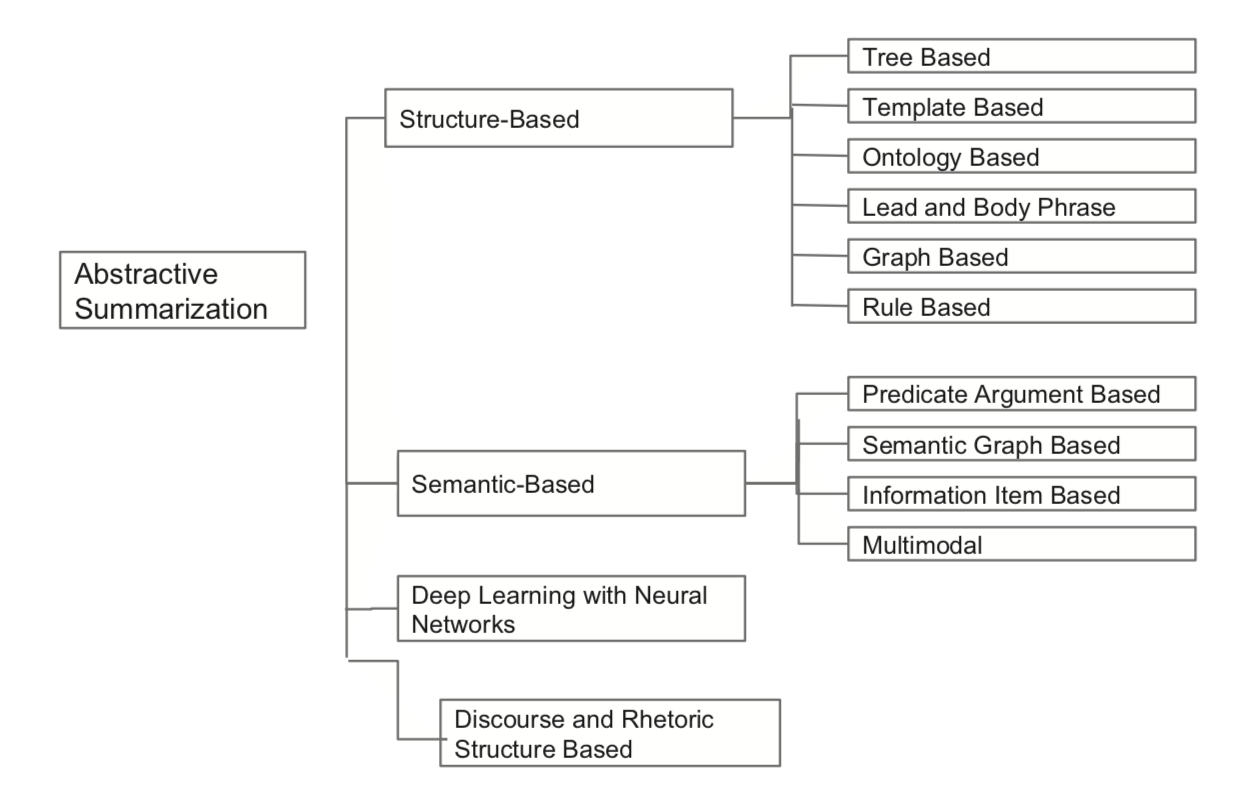 Abstractive
Summarization
Structure-Based
Tree Based
Template Based
Ontology Based
Lead and Body Phrase
Graph Based
Rule Based
Semantic-Based
Predicate Argument Based
Semantic Graph Based
Information Item Based
Multimodal
Deep Learning with Neural
Networks
Discourse and Rhetoric
Structure Based